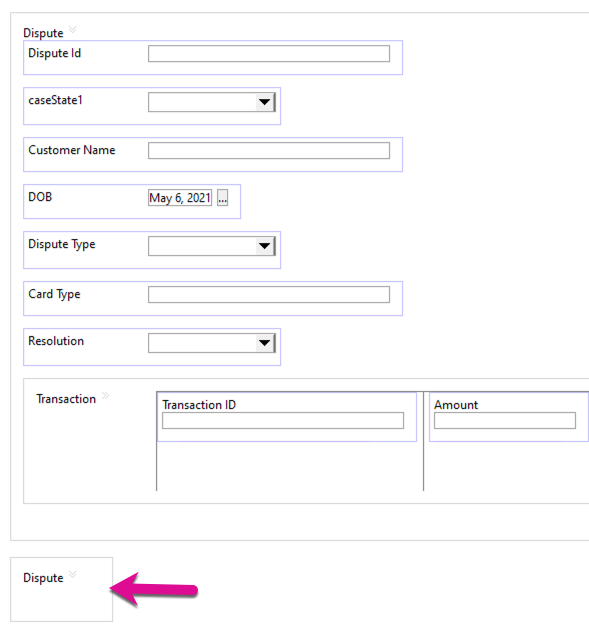 Dispute
Dispute Id
caseState1
Customer Name
DOB May 6, 2021 ...
Dispute Type
Card Type
Resolution
Transaction Transaction ID Amount
Dispute